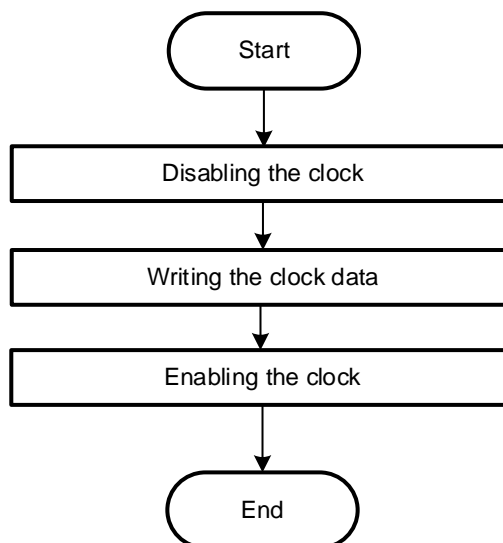 Start
Disabling the clock
Writing the clock data
Enabling the clock
End